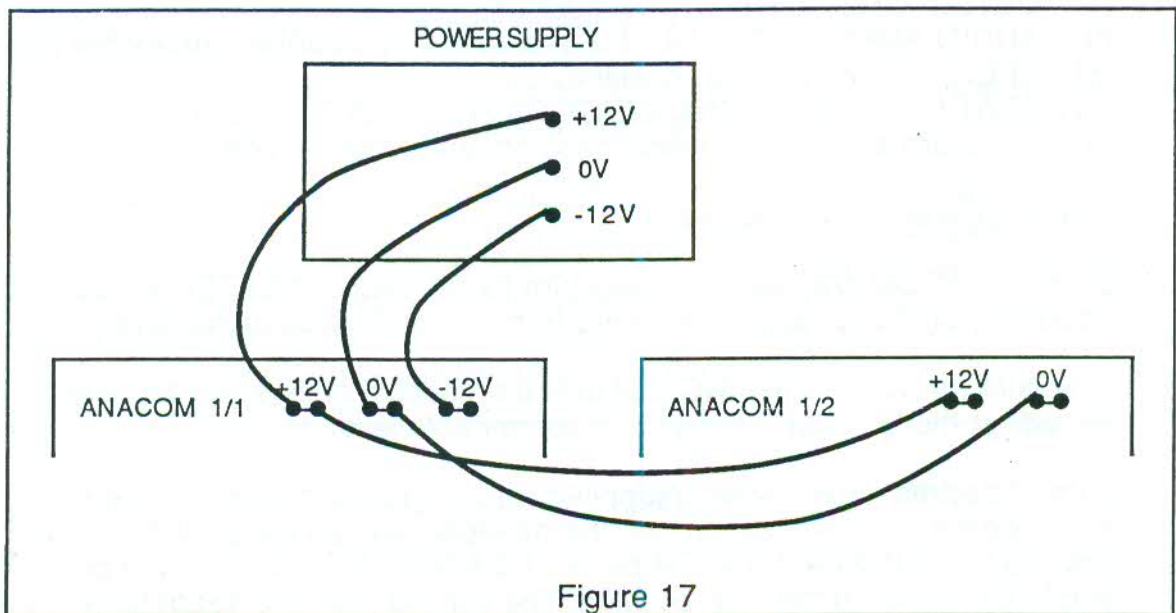 POWER SUPPLY
+12V
0V
-12V
+12V 0V -12V
ANACOM 1/1
+12V 0V
ANACOM 1/2
Figure 17